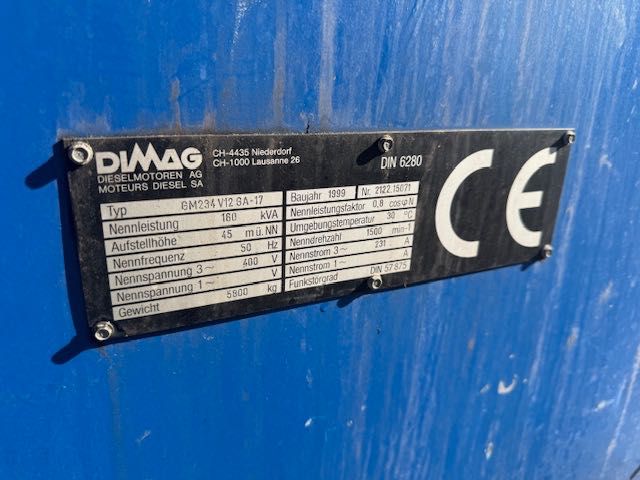 DIMAG
DIESELMOTOREN AG
MOTEURS DIESEL SA
CH-4435 Niederdorf
CH-1000 Lausanne 26
DIN 6280
Typ GM234 V12 GA-17
Nennleistung 160 kVA
Aufstellhöhe 45 m ü. NN
Nennfrequenz 50 Hz
Nennspannung 3~ 400 V
Nennspannung 1~ V
Gewicht 5800 kg
Baujahr 1999 Nr. 2122.15071
Nennleistungsfaktor 0,8 cosφN
Umgebungstemperatur 30 °C
Nenndrehzahl 1500 min-1
Nennstrom 3~ 231 A
Nennstrom 1~ A
Funkstörgrad DIN 57 875
CE